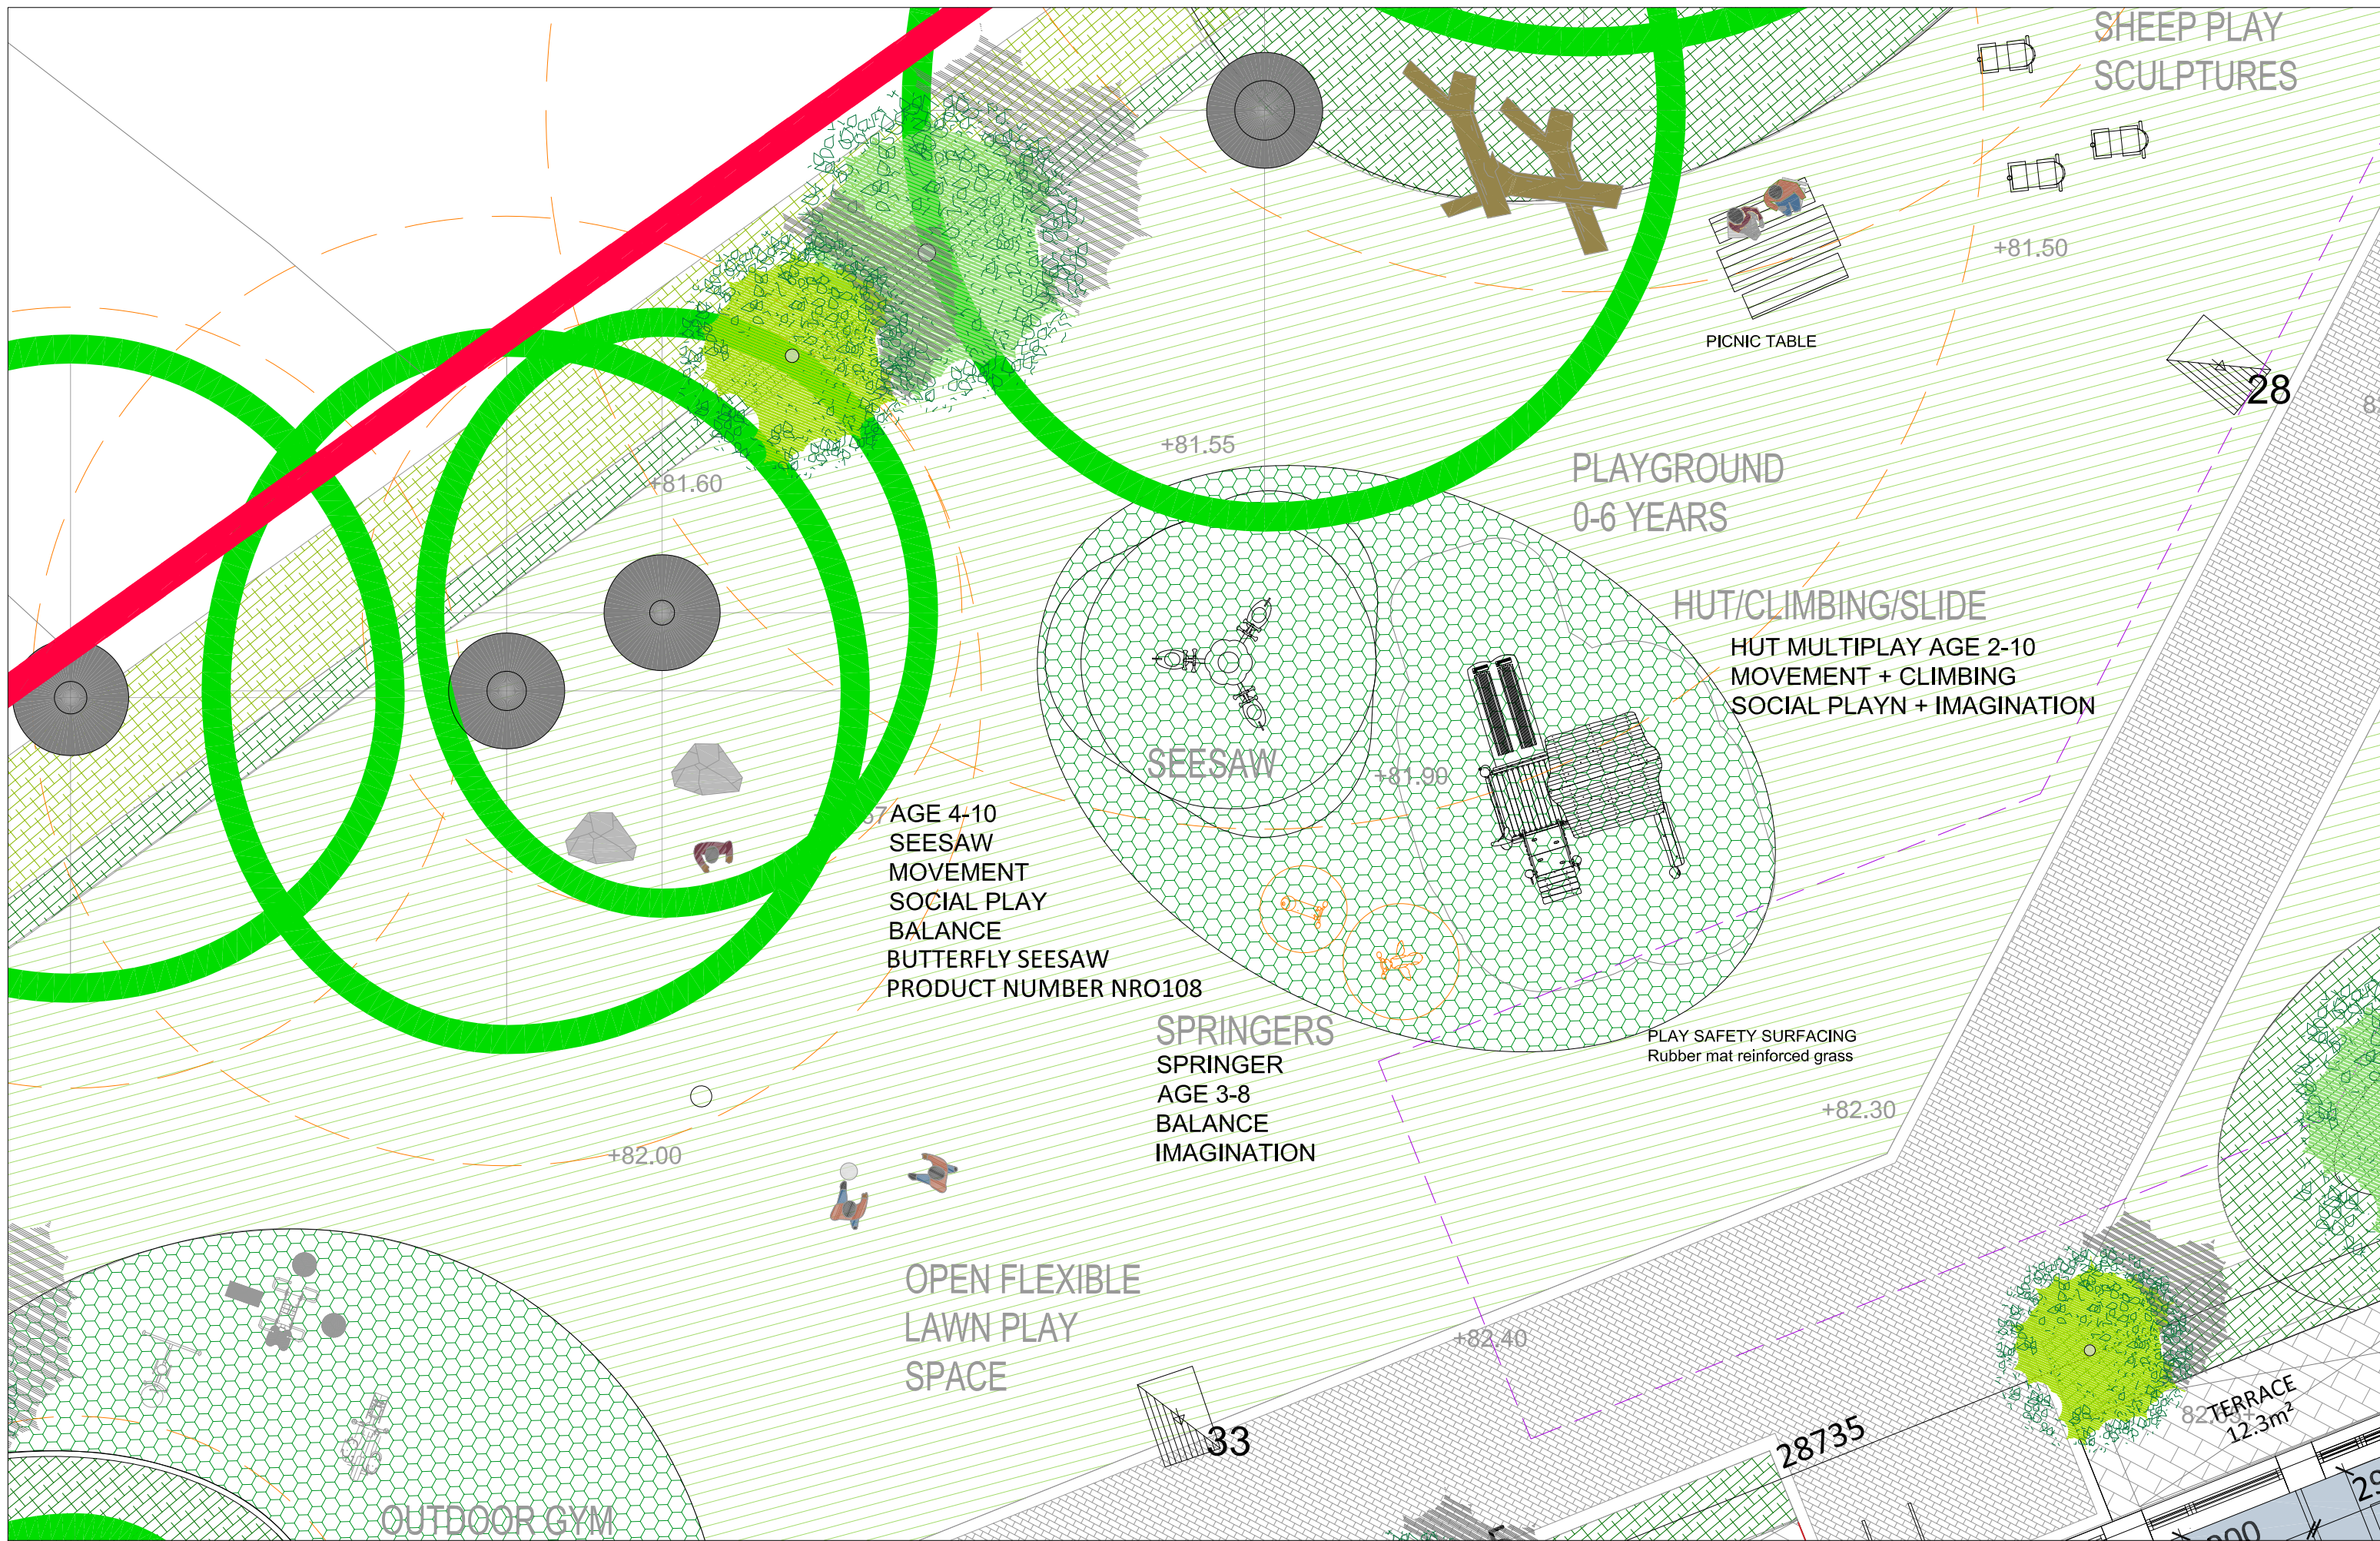 SHEEP PLAY
SCULPTURES
+81.50
PICNIC TABLE
28
+81.55
+81.60
PLAYGROUND
0-6 YEARS
HUT/CLIMBING/SLIDE
HUT MULTIPLAY AGE 2-10
MOVEMENT + CLIMBING
SOCIAL PLAYN + IMAGINATION
SEESAW
+81.90
AGE 4-10
SEESAW
MOVEMENT
SOCIAL PLAY
BALANCE
BUTTERFLY SEESAW
PRODUCT NUMBER NRO108
SPRINGERS
SPRINGER
AGE 3-8
BALANCE
IMAGINATION
PLAY SAFETY SURFACING
Rubber mat reinforced grass
+82.30
+82.00
OPEN FLEXIBLE
LAWN PLAY
SPACE
+82.40
33
28735
TERRACE
12.3m²
OUTDOOR GYM